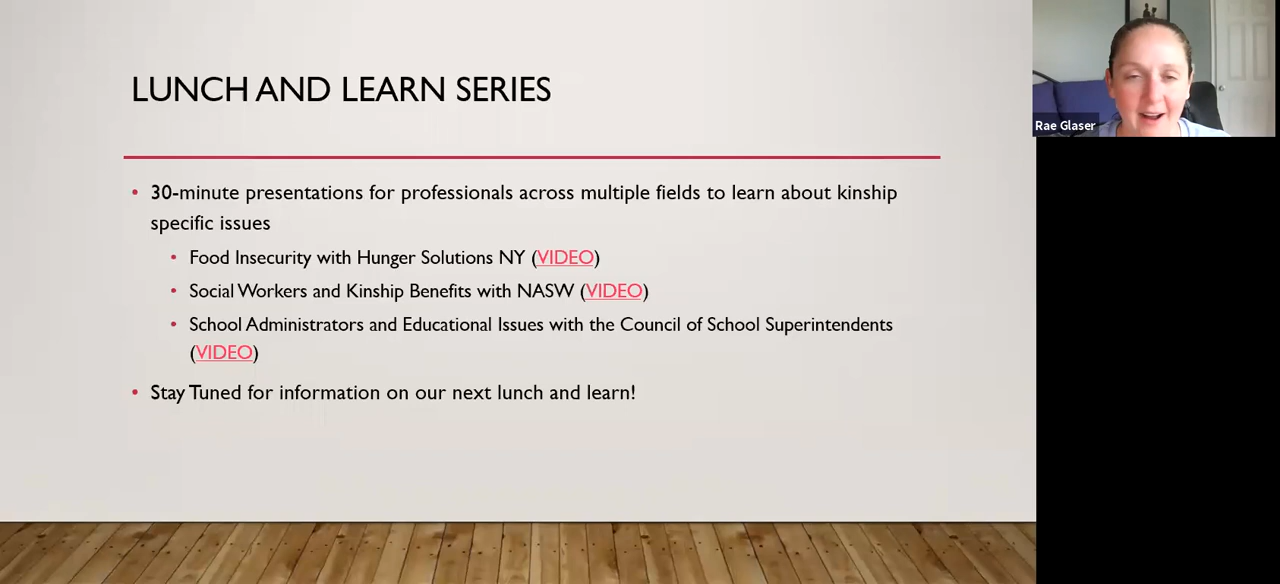 LUNCH AND LEARN SERIES
• 30-minute presentations for professionals across multiple fields to learn about kinship
specific issues
• Food Insecurity with Hunger Solutions NY (VIDEO)
• Social Workers and Kinship Benefits with NASW (VIDEO)
• School Administrators and Educational Issues with the Council of School Superintendents
(VIDEO)
• Stay Tuned for information on our next lunch and learn!
Rae Glaser